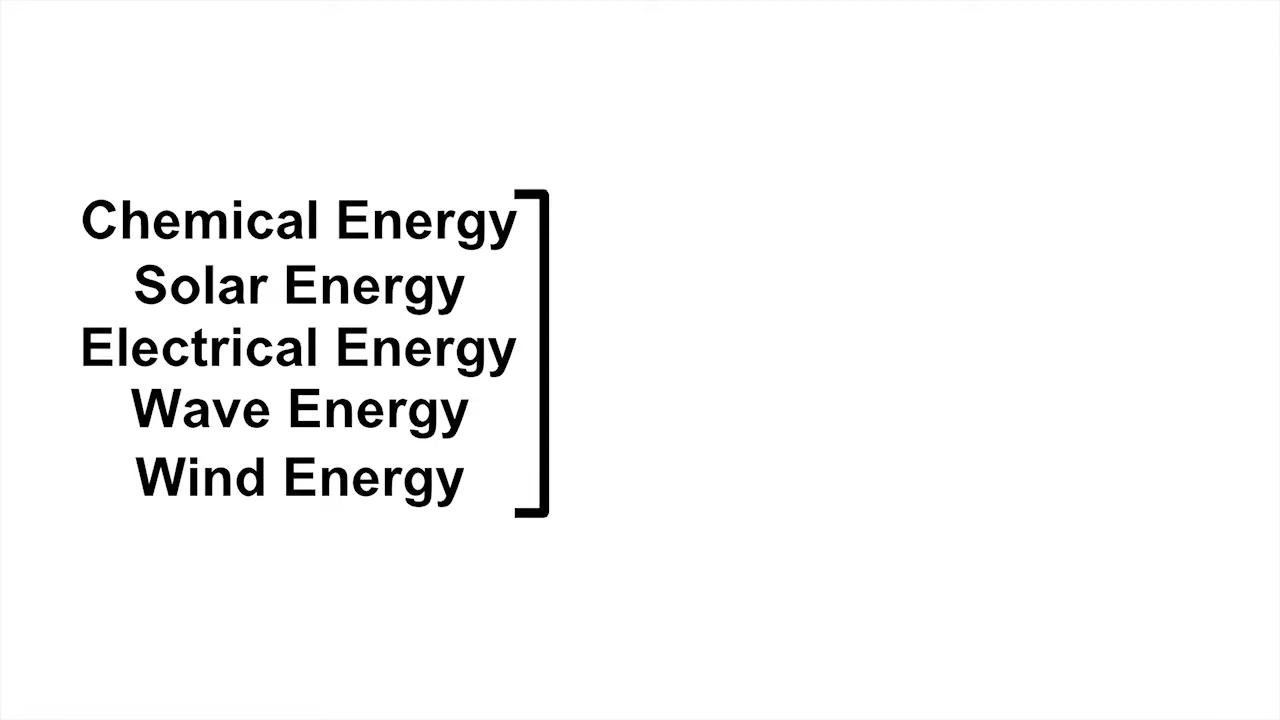 Chemical Energy
Solar Energy
Electrical Energy
Wave Energy
Wind Energy